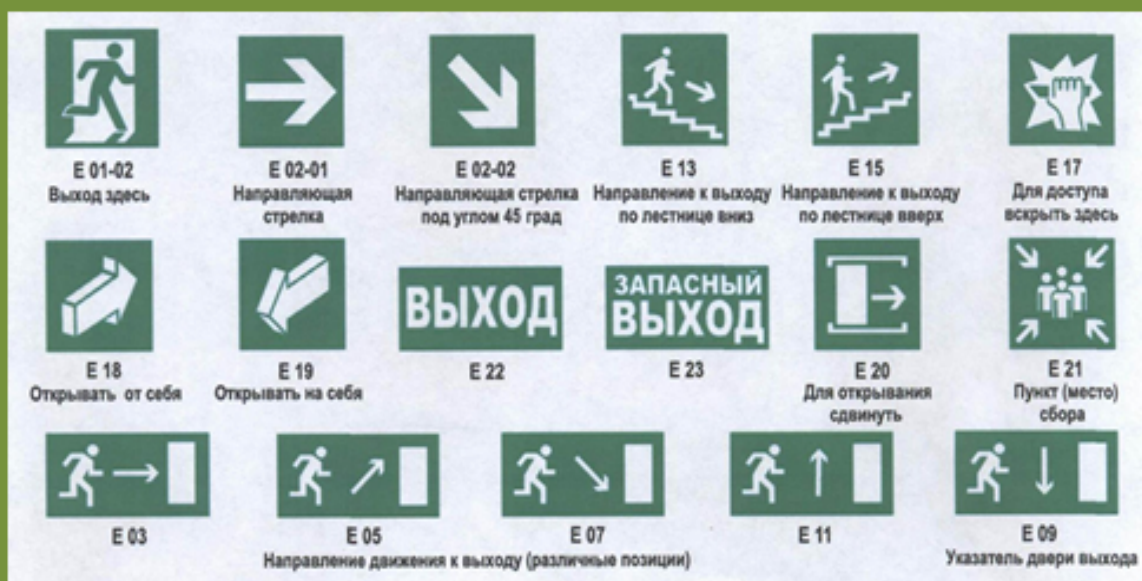 E 01-02
Выход здесь
E 02-01
Направляющая
стрелка
E 02-02
Направляющая стрелка
под углом 45 град
E 13
Направление к выходу
по лестнице вниз
E 15
Направление к выходу
по лестнице вверх
E 17
Для доступа
вскрыть здесь
E 18
Открывать от себя
E 19
Открывать на себя
ВЫХОД
E 22
ЗАПАСНЫЙ
ВЫХОД
E 23
E 20
Для открывания
сдвинуть
E 21
Пункт (место)
сбора
E 03
E 05
E 07
E 11
E 09
Направление движения к выходу (различные позиции)
Указатель двери выхода